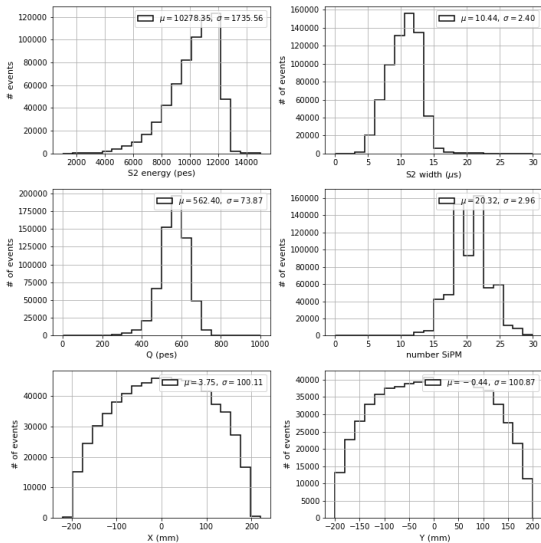 μ = 10278.35, σ = 1735.56
# events
120000
100000
80000
60000
40000
20000
0
2000 4000 6000 8000 10000 12000 14000
S2 energy (pes)
μ = 10.44, σ = 2.40
# of events
160000
140000
120000
100000
80000
60000
40000
20000
0
0 5 10 15 20 25 30
S2 width (μs)
μ = 562.40, σ = 73.87
# of events
200000
175000
150000
125000
100000
75000
50000
25000
0
0 200 400 600 800 1000
Q (pes)
μ = 20.32, σ = 2.96
# of events
160000
140000
120000
100000
80000
60000
40000
20000
0
0 5 10 15 20 25 30
number SiPM
μ = 3.75, σ = 100.11
# of events
40000
30000
20000
10000
0
−200 −100 0 100 200
X (mm)
μ = −0.44, σ = 100.87
# of events
40000
35000
30000
25000
20000
15000
10000
5000
0
−200 −150 −100 −50 0 50 100 150 200
Y (mm)